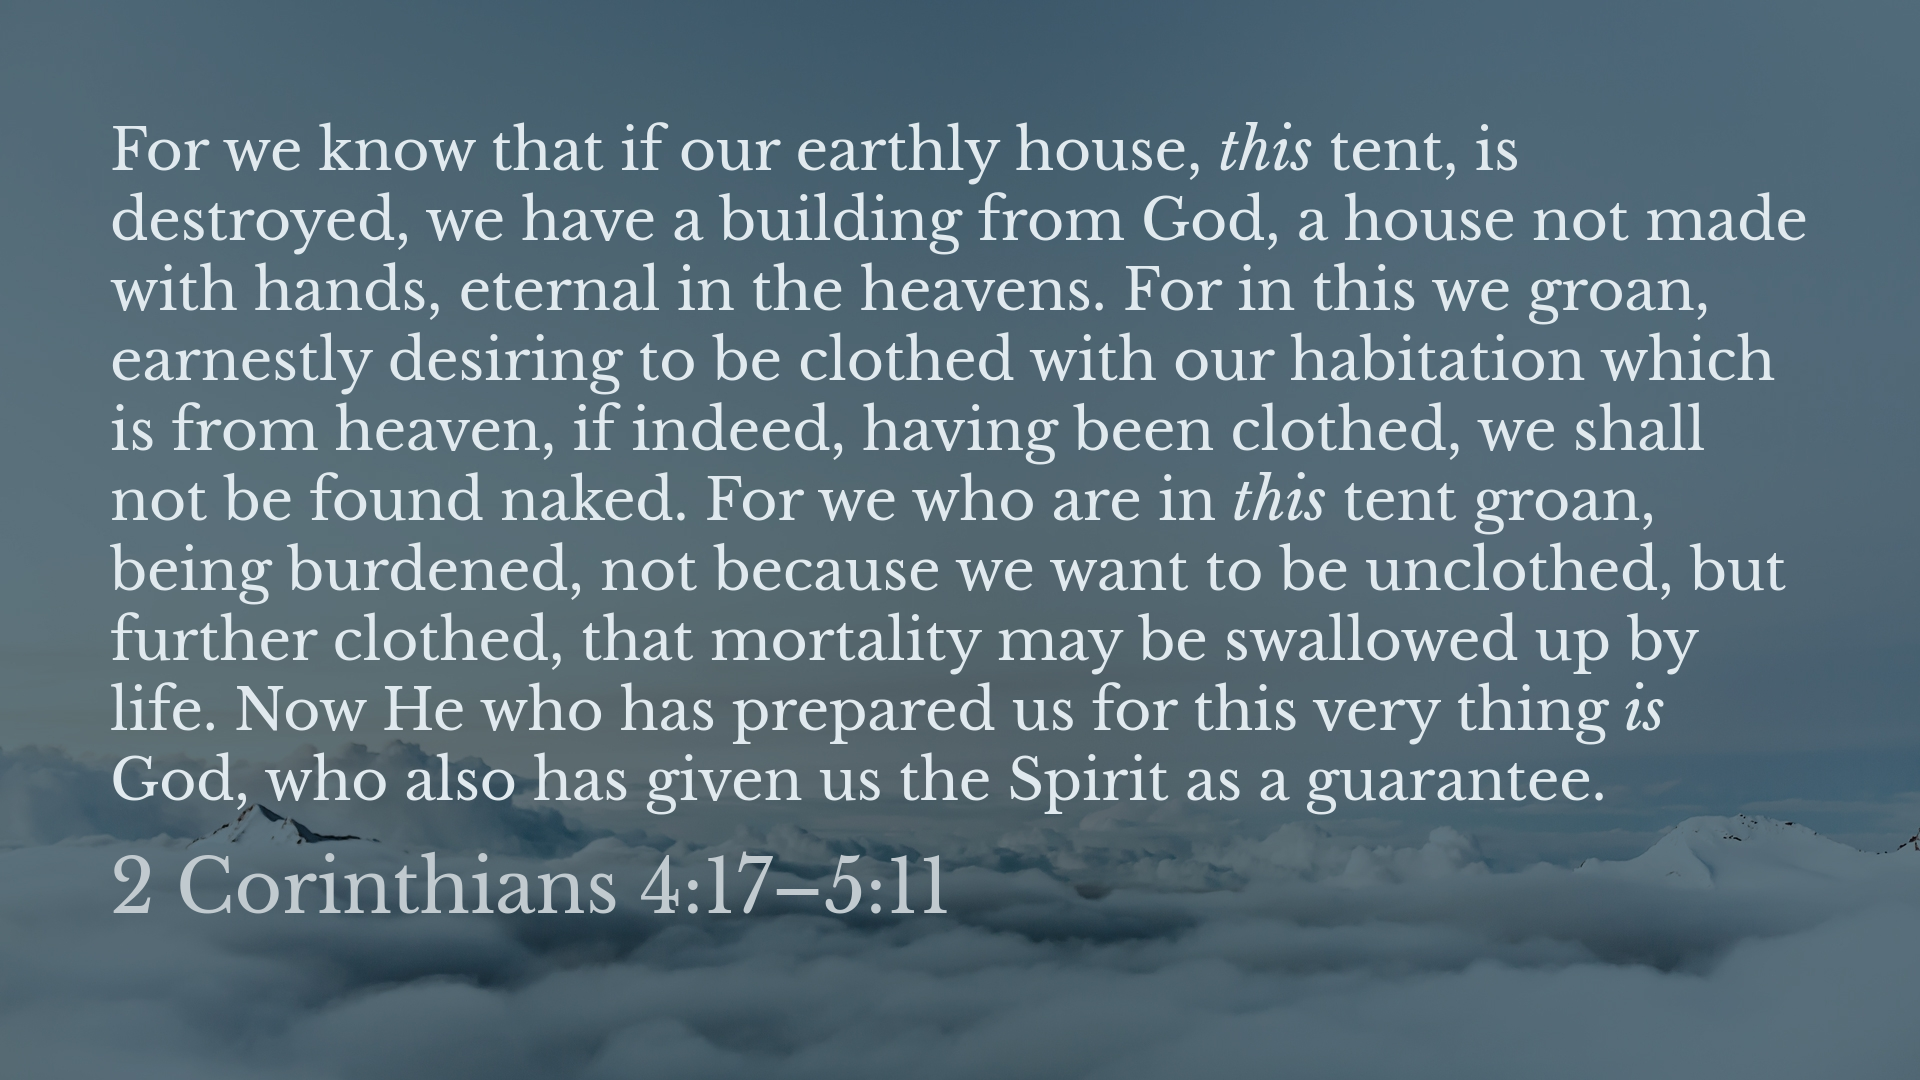 For we know that if our earthly house, this tent, is
destroyed, we have a building from God, a house not made
with hands, eternal in the heavens. For in this we groan,
earnestly desiring to be clothed with our habitation which
is from heaven, if indeed, having been clothed, we shall
not be found naked. For we who are in this tent groan,
being burdened, not because we want to be unclothed, but
further clothed, that mortality may be swallowed up by
life. Now He who has prepared us for this very thing is
God, who also has given us the Spirit as a guarantee.
2 Corinthians 4:17–5:11